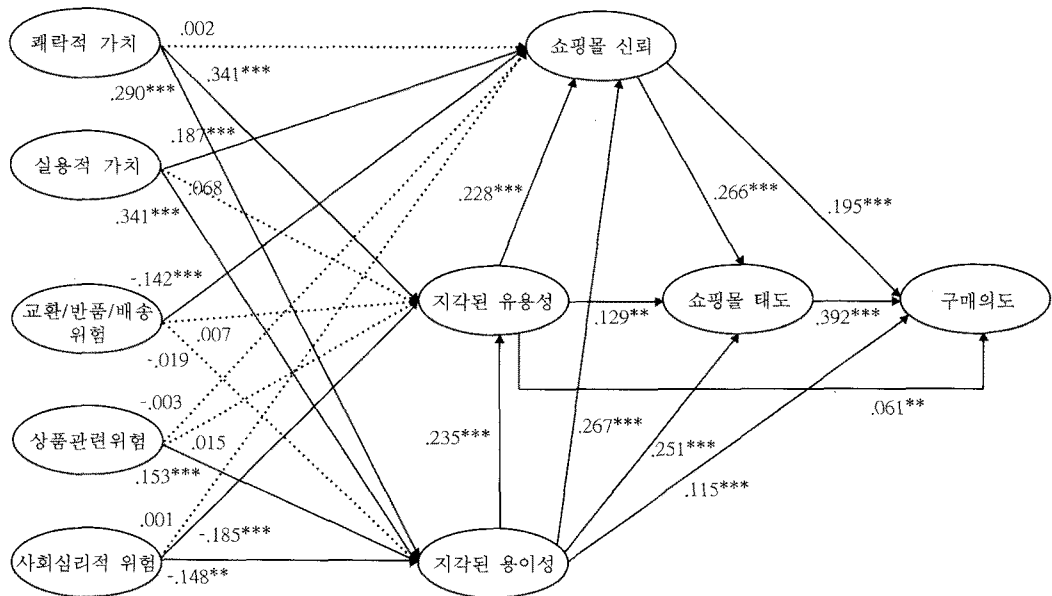 쾌락적 가치
.002
쇼핑몰 신뢰
.341***
.290***
.187***
실용적 가치
.068
.341***
.228***
.266***
.195***
-.142***
교환/반품/배송
위험
.007
-.019
지각된 유용성
.129**
쇼핑몰 태도
.392***
구매의도
.061**
-.003
상품관련위험
.015
.153***
.235***
.267***
.251***
.115***
.001
-.185***
사회심리적 위험
-.148**
지각된 용이성